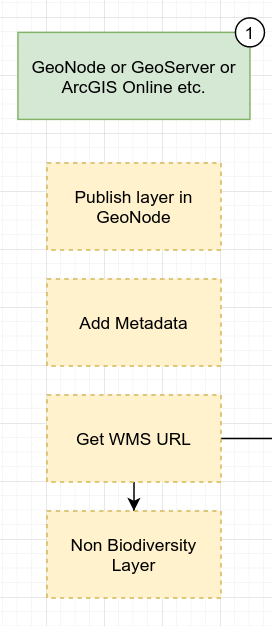 1
GeoNode or GeoServer or
ArcGIS Online etc.
Publish layer in
GeoNode
Add Metadata
Get WMS URL
Non Biodiversity
Layer